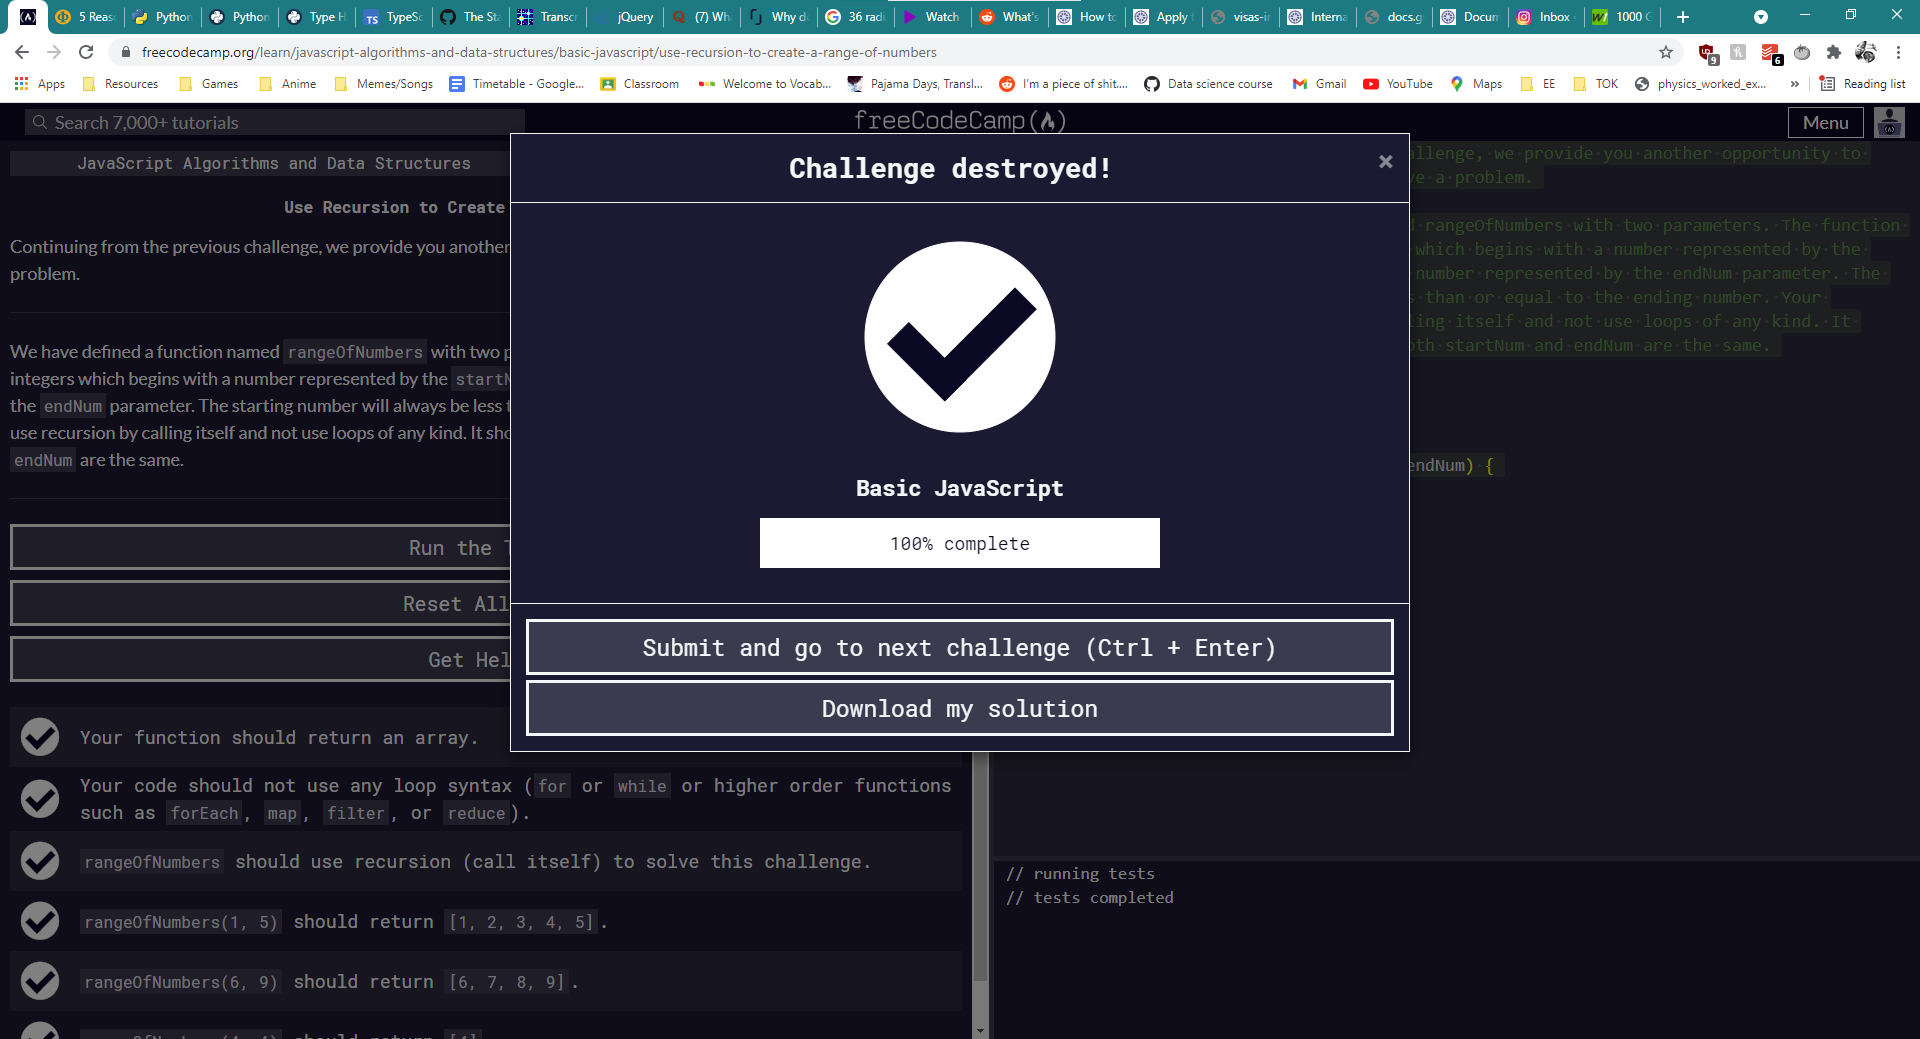 5 Reas
Python
Python
Type H
TypeSc
The Sta
Transcr
jQuery
(7) Wh
Why do
36 radi
Watch
What's
How to
Apply
visas-in
Interna
docs.g
Docum
Inbox
1000 G
freecodecamp.org/learn/javascript-algorithms-and-data-structures/basic-javascript/use-recursion-to-create-a-range-of-numbers
9
6
Apps
Resources
Games
Anime
Memes/Songs
Timetable - Google...
Classroom
Welcome to Vocab...
Pajama Days, Transl...
I'm a piece of shit....
Data science course
Gmail
YouTube
Maps
EE
TOK
physics_worked_ex...
»
Reading list
Search 7,000+ tutorials
freeCodeCamp
Menu
JavaScript Algorithms and Data Structures
Use Recursion to Create
Continuing from the previous challenge, we provide you another
problem.
We have defined a function named rangeOfNumbers with two p
integers which begins with a number represented by the startN
the endNum parameter. The starting number will always be less t
use recursion by calling itself and not use loops of any kind. It sho
endNum are the same.
Run the T
Reset All
Get Hel
Your function should return an array.
Your code should not use any loop syntax (for or while or higher order functions
such as forEach, map, filter, or reduce).
rangeOfNumbers should use recursion (call itself) to solve this challenge.
rangeOfNumbers(1, 5) should return [1, 2, 3, 4, 5].
rangeOfNumbers(6, 9) should return [6, 7, 8, 9].
Challenge destroyed!
×
Basic JavaScript
100% complete
Submit and go to next challenge (Ctrl + Enter)
Download my solution
allenge, we provide you another opportunity to
ve a problem.
d rangeOfNumbers with two parameters. The function
which begins with a number represented by the
number represented by the endNum parameter. The
s than or equal to the ending number. Your
ling itself and not use loops of any kind. It
oth startNum and endNum are the same.
endNum) {
// running tests
// tests completed